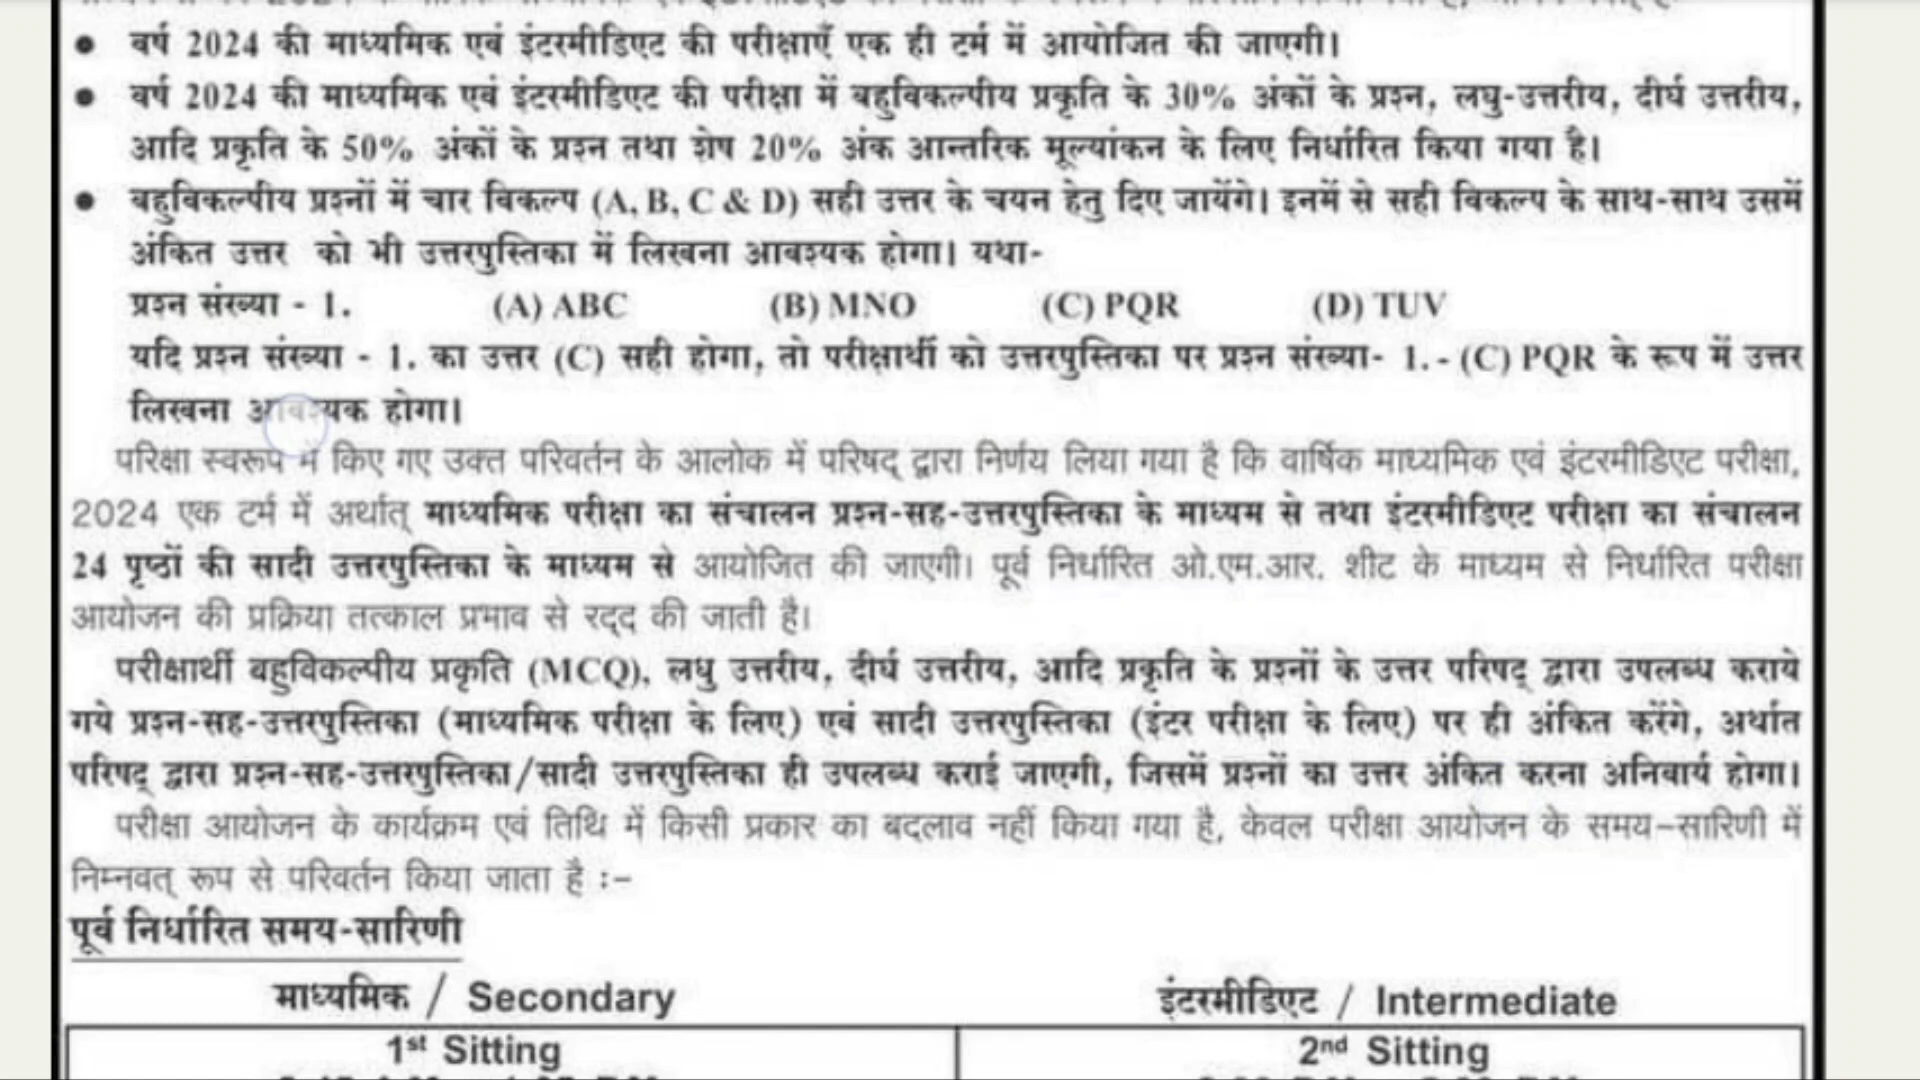 • वर्ष 2024 की माध्यमिक एवं इंटरमीडिएट की परीक्षाएँ एक ही टर्म में आयोजित की जाएगी।
• वर्ष 2024 की माध्यमिक एवं इंटरमीडिएट की परीक्षा में बहुविकल्पीय प्रकृति के 30% अंकों के प्रश्न, लघु-उत्तरीय, दीर्घ उत्तरीय,
आदि प्रकृति के 50% अंकों के प्रश्न तथा शेष 20% अंक आन्तरिक मूल्यांकन के लिए निर्धारित किया गया है।
• बहुविकल्पीय प्रश्नों में चार विकल्प (A, B, C & D) सही उत्तर के चयन हेतु दिए जायेंगे। इनमें से सही विकल्प के साथ-साथ उसमें
अंकित उत्तर को भी उत्तरपुस्तिका में लिखना आवश्यक होगा। यथा-
प्रश्न संख्या - 1. (A) ABC (B) MNO (C) PQR (D) TUV
यदि प्रश्न संख्या - 1. का उत्तर (C) सही होगा, तो परीक्षार्थी को उत्तरपुस्तिका पर प्रश्न संख्या- 1. - (C) PQR के रूप में उत्तर
लिखना आवश्यक होगा।
परिक्षा स्वरूप में किए गए उक्त परिवर्तन के आलोक में परिषद् द्वारा निर्णय लिया गया है कि वार्षिक माध्यमिक एवं इंटरमीडिएट परीक्षा,
2024 एक टर्म में अर्थात् माध्यमिक परीक्षा का संचालन प्रश्न-सह-उत्तरपुस्तिका के माध्यम से तथा इंटरमीडिएट परीक्षा का संचालन
24 पृष्ठों की सादी उत्तरपुस्तिका के माध्यम से आयोजित की जाएगी। पूर्व निर्धारित ओ.एम.आर. शीट के माध्यम से निर्धारित परीक्षा
आयोजन की प्रक्रिया तत्काल प्रभाव से रद्द की जाती है।
परीक्षार्थी बहुविकल्पीय प्रकृति (MCQ), लघु उत्तरीय, दीर्घ उत्तरीय, आदि प्रकृति के प्रश्नों के उत्तर परिषद् द्वारा उपलब्ध कराये
गये प्रश्न-सह-उत्तरपुस्तिका (माध्यमिक परीक्षा के लिए) एवं सादी उत्तरपुस्तिका (इंटर परीक्षा के लिए) पर ही अंकित करेंगे, अर्थात
परिषद् द्वारा प्रश्न-सह-उत्तरपुस्तिका/सादी उत्तरपुस्तिका ही उपलब्ध कराई जाएगी, जिसमें प्रश्नों का उत्तर अंकित करना अनिवार्य होगा।
परीक्षा आयोजन के कार्यक्रम एवं तिथि में किसी प्रकार का बदलाव नहीं किया गया है, केवल परीक्षा आयोजन के समय-सारिणी में
निम्नवत् रूप से परिवर्तन किया जाता है :-
पूर्व निर्धारित समय-सारिणी
माध्यमिक / Secondary इंटरमीडिएट / Intermediate
1st Sitting 2nd Sitting